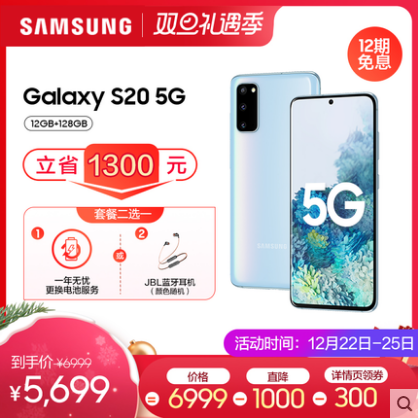 SAMSUNG
双旦礼遇季
12期
免息
Galaxy S20 5G
12GB+128GB
立省1300元
套餐二选一
1
或
2
一年无忧
更换电池服务
JBL蓝牙耳机
(颜色随机)
5G
SAMSUNG
活动时间：12月22日-25日
到手价 ¥6999
¥5,699
价格 直降 详情页领券
=6999-1000-300